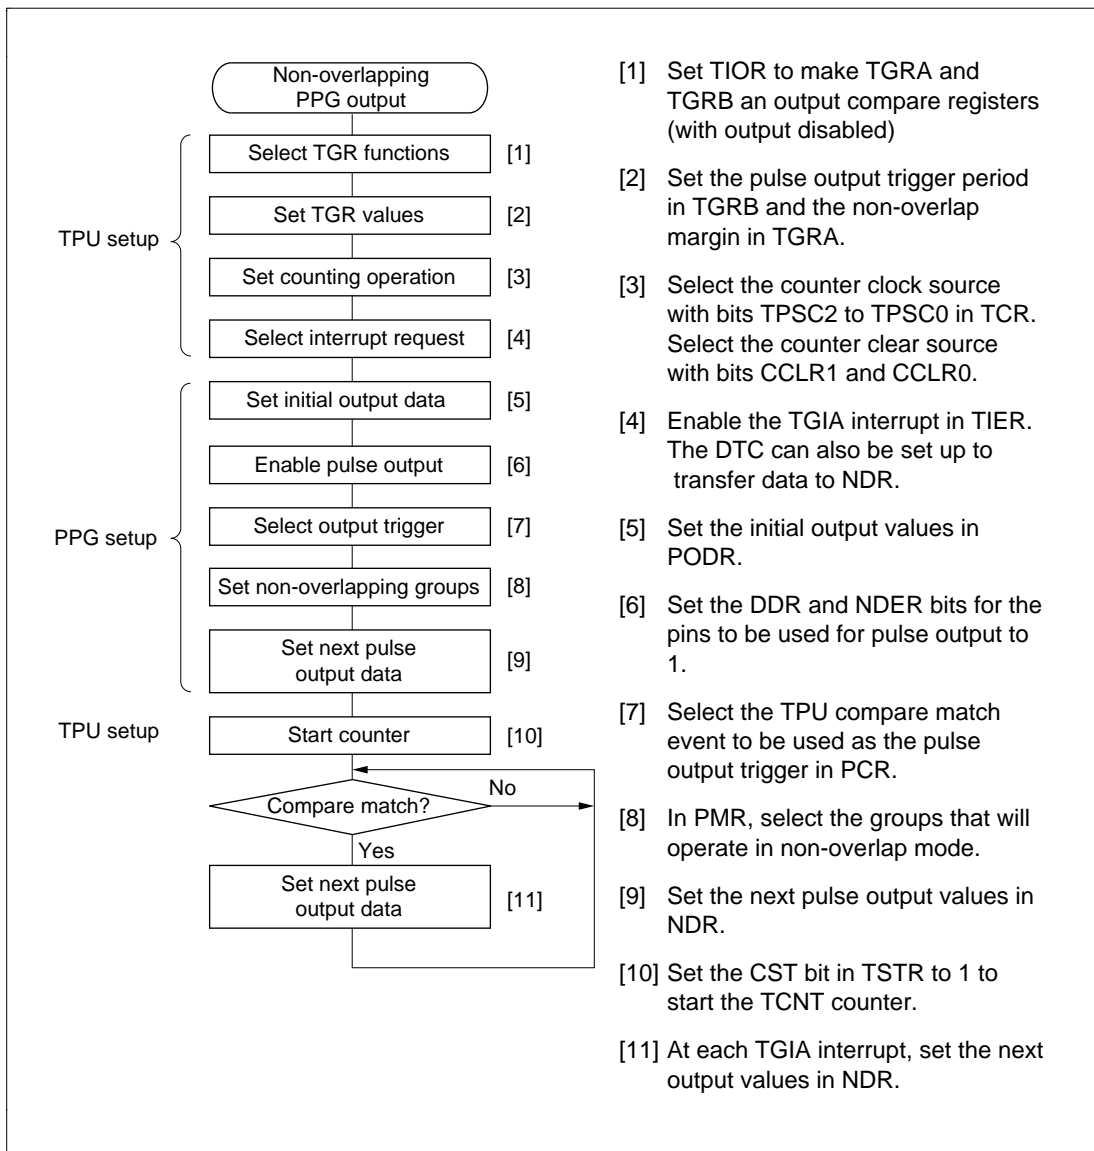 Non-overlapping
PPG output
TPU setup
Select TGR functions [1]
Set TGR values [2]
Set counting operation [3]
Select interrupt request [4]
PPG setup
Set initial output data [5]
Enable pulse output [6]
Select output trigger [7]
Set non-overlapping groups [8]
Set next pulse
output data [9]
TPU setup
Start counter [10]
Compare match?
No
Yes
Set next pulse
output data [11]
[1] Set TIOR to make TGRA and
TGRB an output compare registers
(with output disabled)
[2] Set the pulse output trigger period
in TGRB and the non-overlap
margin in TGRA.
[3] Select the counter clock source
with bits TPSC2 to TPSC0 in TCR.
Select the counter clear source
with bits CCLR1 and CCLR0.
[4] Enable the TGIA interrupt in TIER.
The DTC can also be set up to
transfer data to NDR.
[5] Set the initial output values in
PODR.
[6] Set the DDR and NDER bits for the
pins to be used for pulse output to
1.
[7] Select the TPU compare match
event to be used as the pulse
output trigger in PCR.
[8] In PMR, select the groups that will
operate in non-overlap mode.
[9] Set the next pulse output values in
NDR.
[10] Set the CST bit in TSTR to 1 to
start the TCNT counter.
[11] At each TGIA interrupt, set the next
output values in NDR.